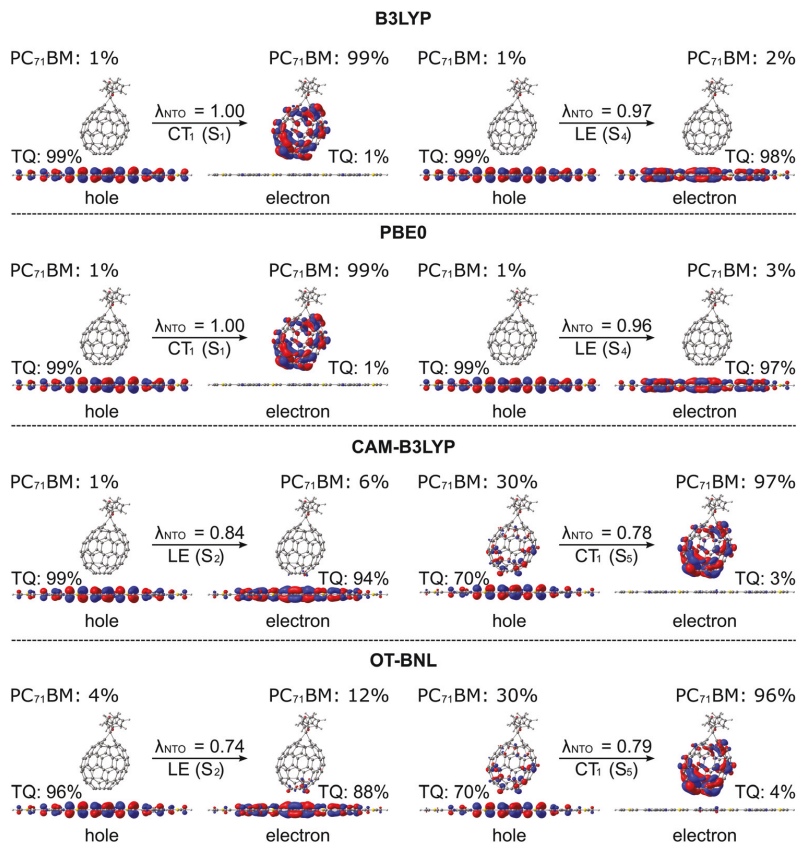 B3LYP
PC₇₁BM: 1% PC₇₁BM: 99% PC₇₁BM: 1% PC₇₁BM: 2%
λNTO = 1.00 λNTO = 0.97
CT₁ (S₁) LE (S₄)
TQ: 99% TQ: 1% TQ: 99% TQ: 98%
hole electron hole electron
PBE0
PC₇₁BM: 1% PC₇₁BM: 99% PC₇₁BM: 1% PC₇₁BM: 3%
λNTO = 1.00 λNTO = 0.96
CT₁ (S₁) LE (S₄)
TQ: 99% TQ: 1% TQ: 99% TQ: 97%
hole electron hole electron
CAM-B3LYP
PC₇₁BM: 1% PC₇₁BM: 6% PC₇₁BM: 30% PC₇₁BM: 97%
λNTO = 0.84 λNTO = 0.78
LE (S₂) CT₁ (S₅)
TQ: 99% TQ: 94% TQ: 70% TQ: 3%
hole electron hole electron
OT-BNL
PC₇₁BM: 4% PC₇₁BM: 12% PC₇₁BM: 30% PC₇₁BM: 96%
λNTO = 0.74 λNTO = 0.79
LE (S₂) CT₁ (S₅)
TQ: 96% TQ: 88% TQ: 70% TQ: 4%
hole electron hole electron